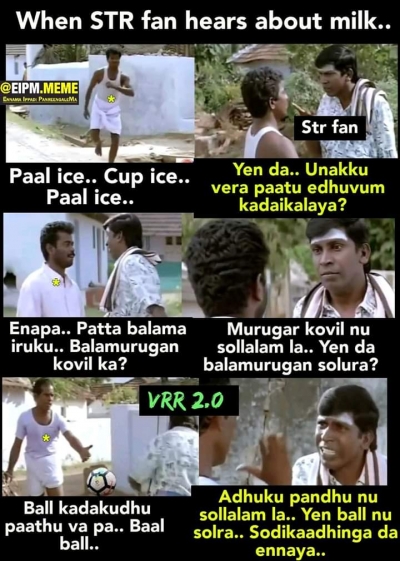 When STR fan hears about milk..
@EIPM.MEME
Ennama Ippadi PanreengaleMa
Str fan
Paal ice.. Cup ice..
Paal ice..
Yen da.. Unakku
vera paatu edhuvum
kadaikalaya?
Enapa.. Patta balama
iruku.. Balamurugan
kovil ka?
Murugar kovil nu
sollalam la.. Yen da
balamurugan solura?
VRR 2.0
Ball kadakudhu
paathu va pa.. Baal
ball..
Adhuku pandhu nu
sollalam la.. Yen ball nu
solra.. Sodikaadhinga da
ennaya..